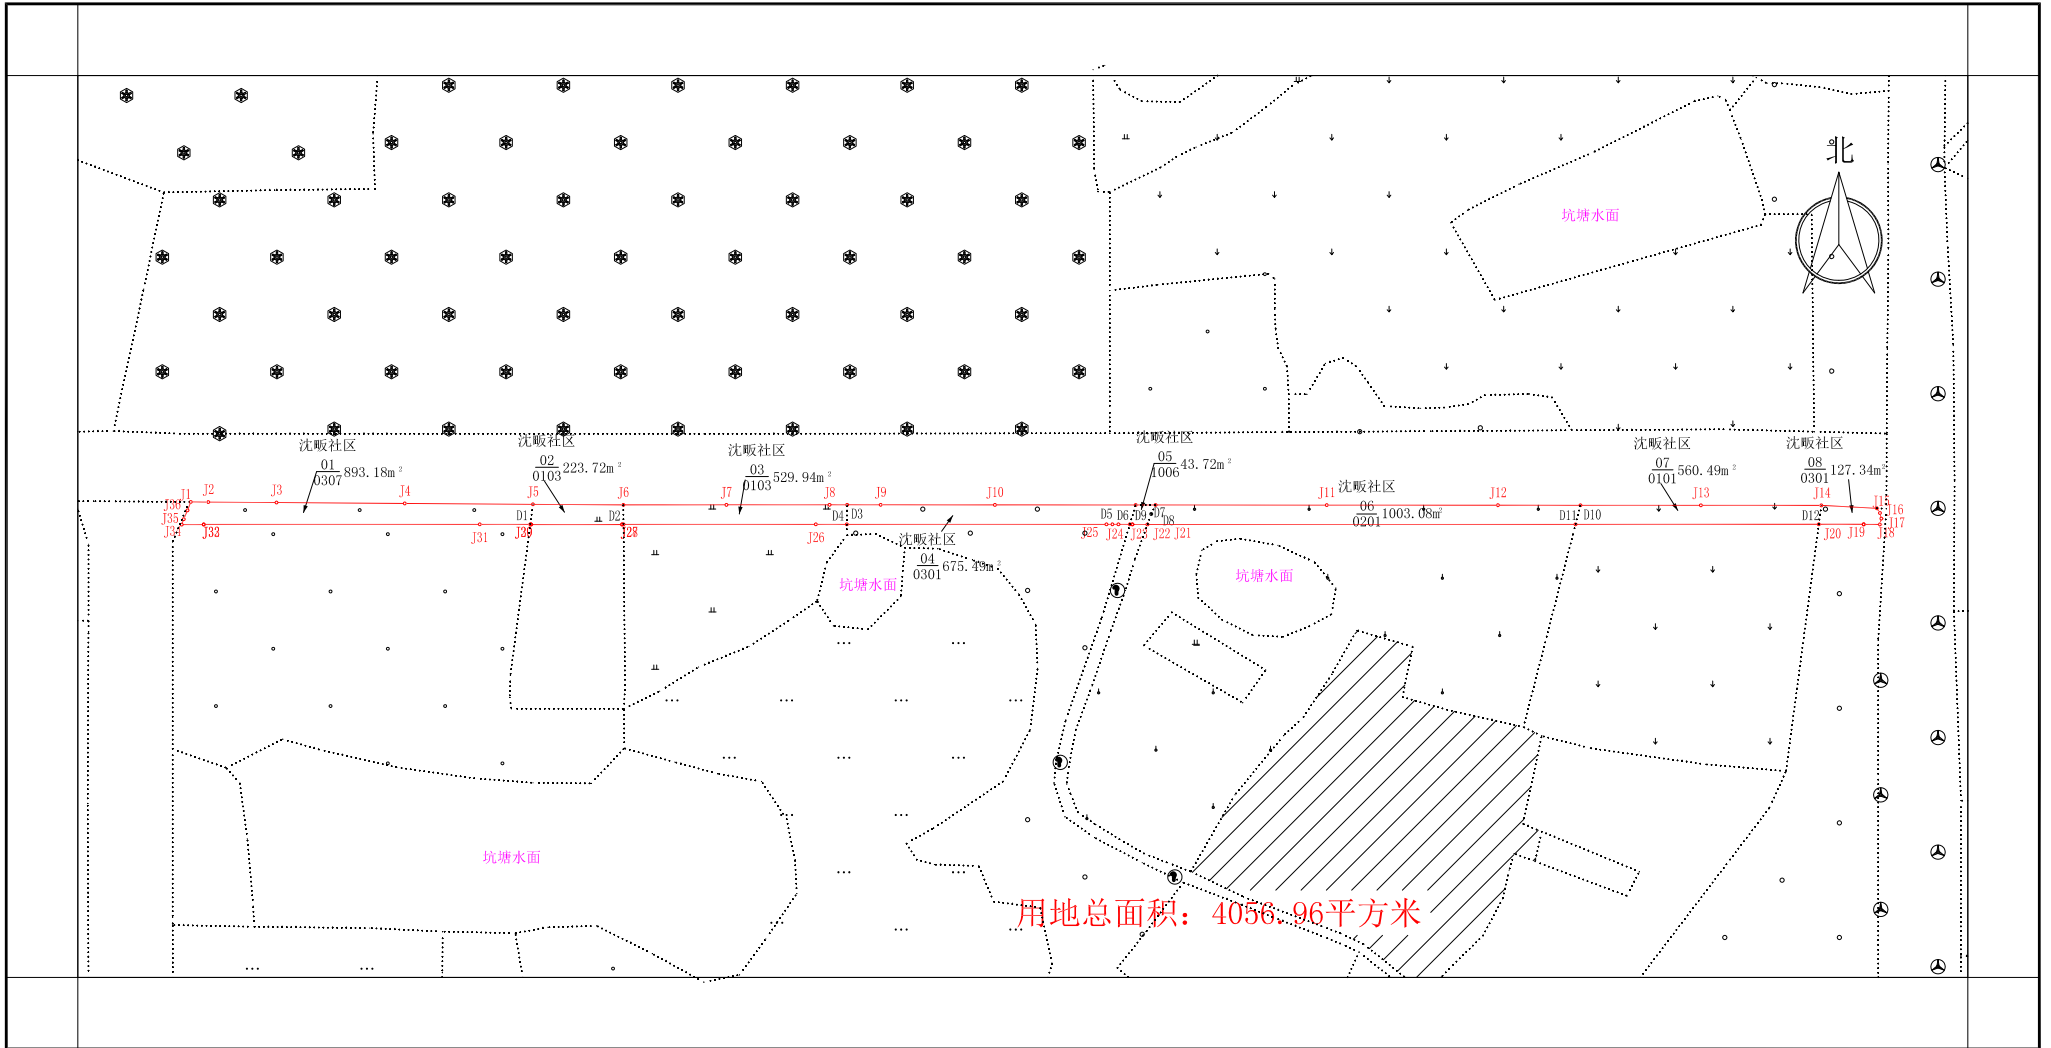 北
坑塘水面
沈畈社区
01
0307
893.18m²
沈畈社区
02
0103
223.72m²
沈畈社区
03
0103
529.94m²
沈畈社区
05
1006
43.72m²
沈畈社区
06
0201
1003.08m²
沈畈社区
07
0101
560.49m²
沈畈社区
08
0301
127.34m²
J1
J2
J3
J4
J5
J6
J7
J8
J9
J10
J11
J12
J13
J14
J15
J16
J17
J18
J36
J35
J34
J33
J31
D1
D2
D4
D3
D5
D6
D9
D7
D8
D11
D10
D12
J26
J25
J24
J23
J22
J21
J20
J19
沈畈社区
04
0301
675.49m²
坑塘水面
坑塘水面
坑塘水面
用地总面积：4056.96平方米